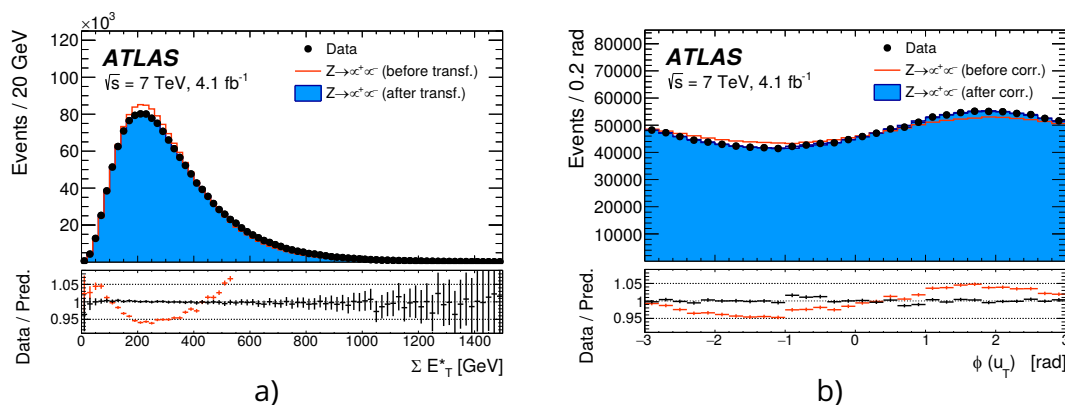 ×10³
Events / 20 GeV
120
100
80
60
40
20
ATLAS
√s = 7 TeV, 4.1 fb⁻¹
Data
Z→∝⁺∝⁻ (before transf.)
Z→∝⁺∝⁻ (after transf.)
Data / Pred.
1.05
1
0.95
0 200 400 600 800 1000 1200 1400
Σ E*_T [GeV]
a)
Events / 0.2 rad
80000
70000
60000
50000
40000
30000
20000
10000
ATLAS
√s = 7 TeV, 4.1 fb⁻¹
Data
Z→∝⁺∝⁻ (before corr.)
Z→∝⁺∝⁻ (after corr.)
Data / Pred.
1.05
1
0.95
−3 −2 −1 0 1 2 3
ϕ (u_T) [rad]
b)